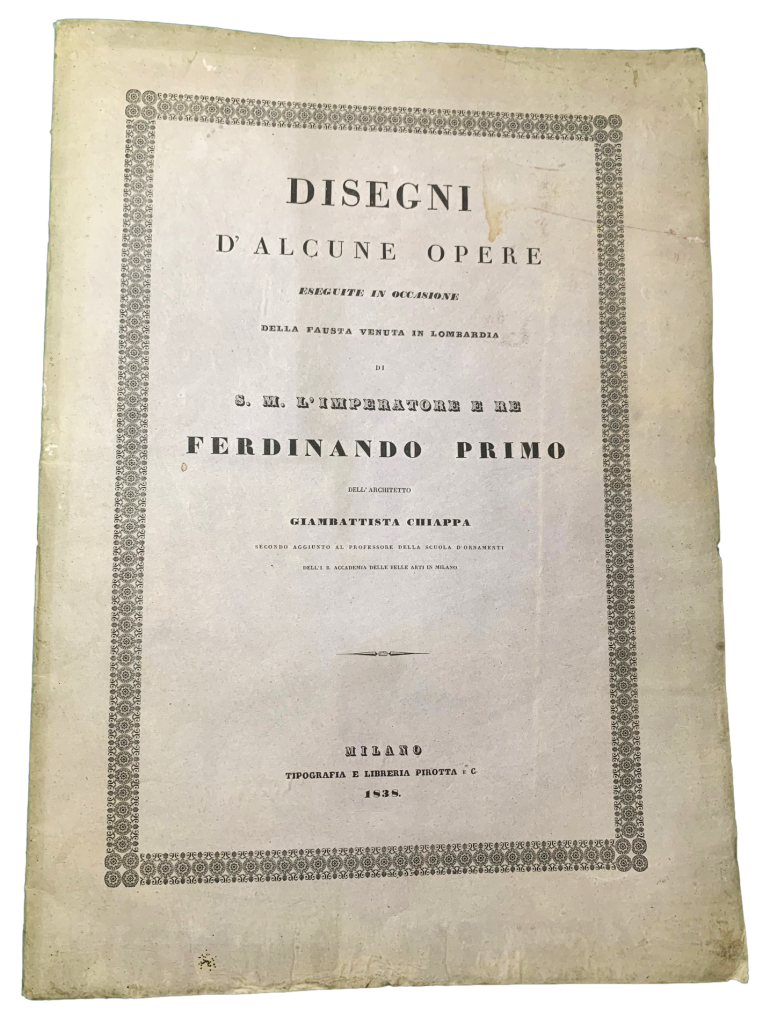 DISEGNI
D'ALCUNE OPERE
ESEGUITE IN OCCASIONE
DELLA FAUSTA VENUTA IN LOMBARDIA
DI
S. M. L'IMPERATORE E RE
FERDINANDO PRIMO
DELL'ARCHITETTO
GIAMBATTISTA CHIAPPA
SECONDO AGGIUNTO AL PROFESSORE DELLA SCUOLA D'ORNAMENTI
DELL'I. R. ACCADEMIA DELLE BELLE ARTI IN MILANO
MILANO
TIPOGRAFIA E LIBRERIA PIROTTA E C.
1838.